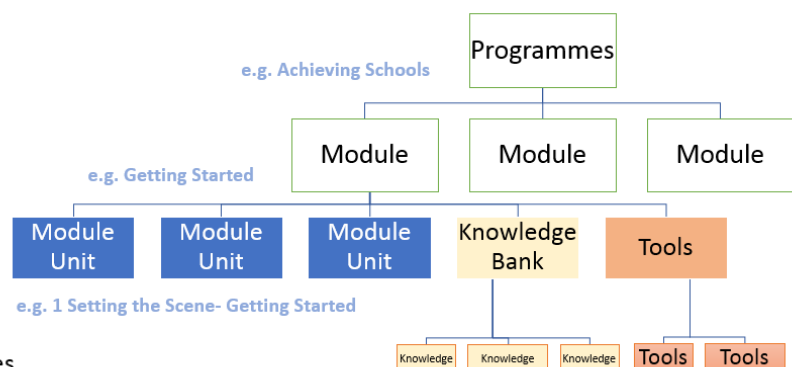 Programmes
e.g. Achieving Schools
Module
Module
Module
e.g. Getting Started
Module
Unit
Module
Unit
Module
Unit
Knowledge
Bank
Tools
e.g. 1 Setting the Scene- Getting Started
Knowledge
Knowledge
Knowledge
Tools
Tools